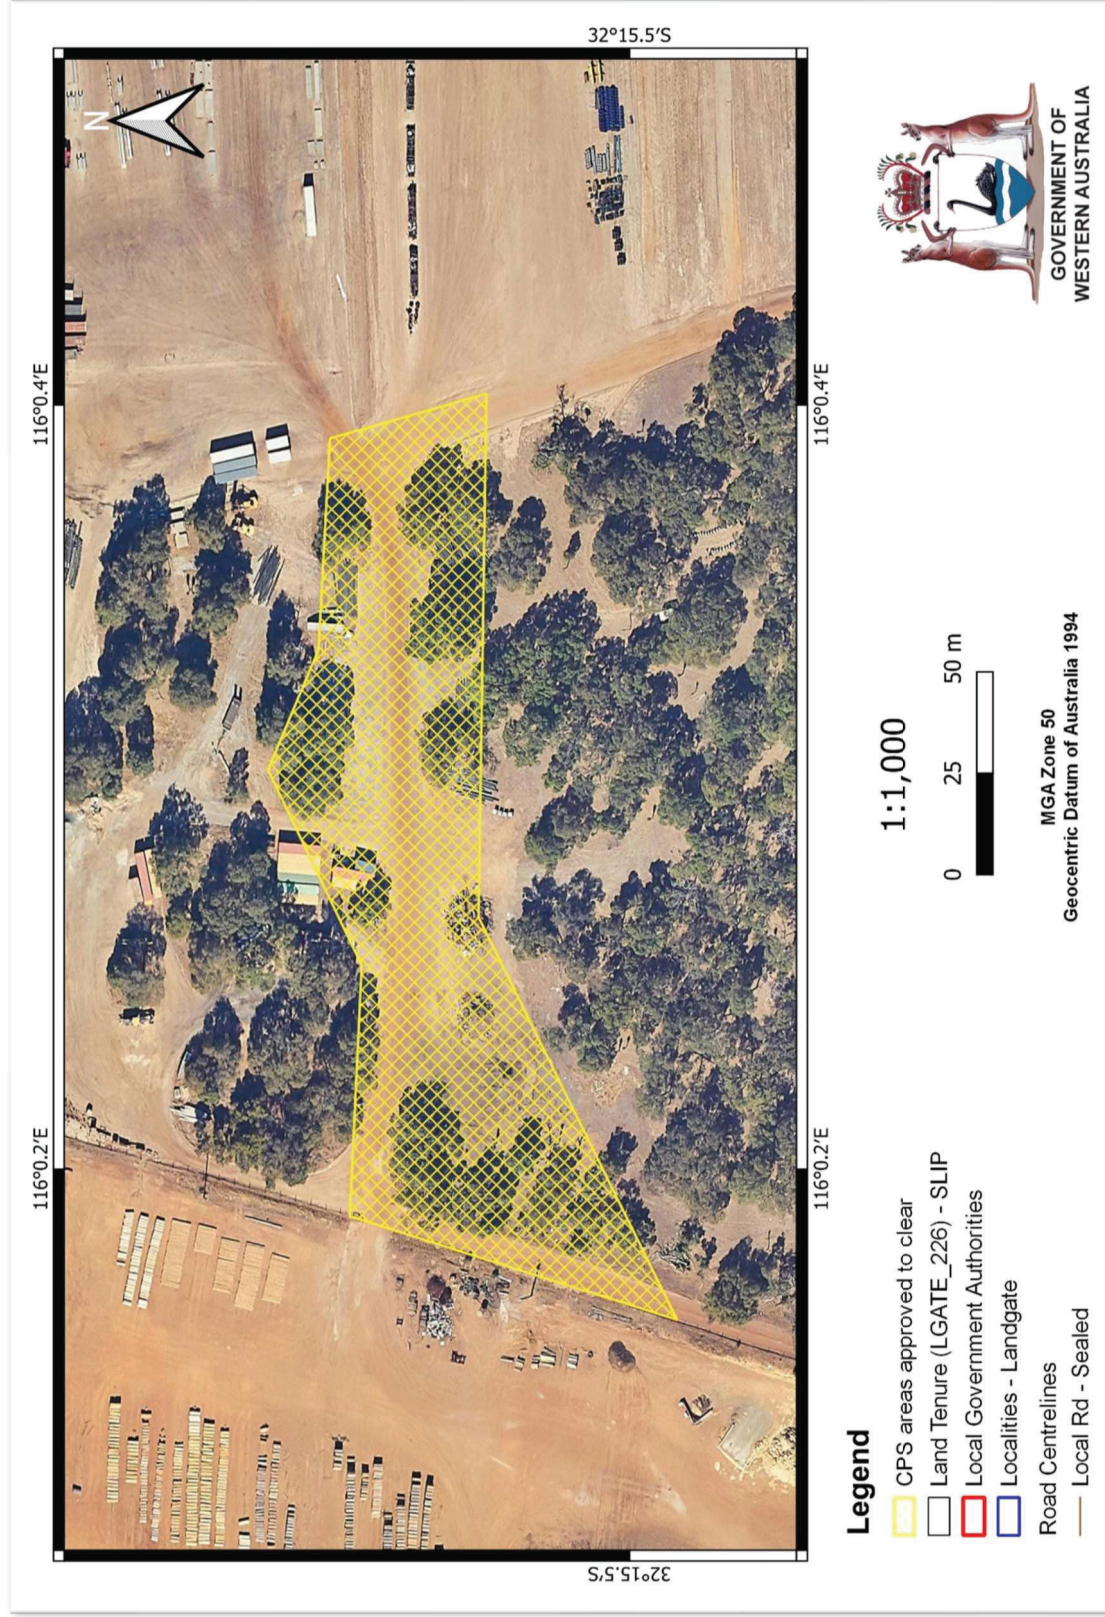 N
116°0.2'E
116°0.4'E
32°15.5'S
32°15.5'S
116°0.2'E
116°0.4'E
Legend
CPS areas approved to clear
Land Tenure (LGATE_226) - SLIP
Local Government Authorities
Localities - Landgate
Road Centrelines
Local Rd - Sealed
1:1,000
0 25 50 m
MGA Zone 50
Geocentric Datum of Australia 1994
GOVERNMENT OF
WESTERN AUSTRALIA